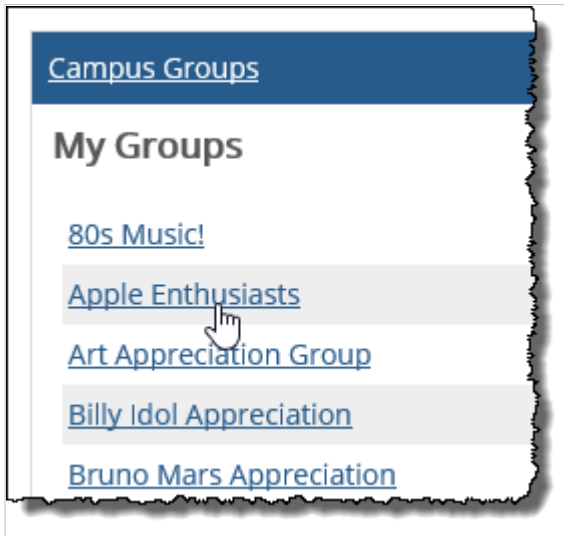 Campus Groups
My Groups
80s Music!
Apple Enthusiasts
Art Appreciation Group
Billy Idol Appreciation
Bruno Mars Appreciation